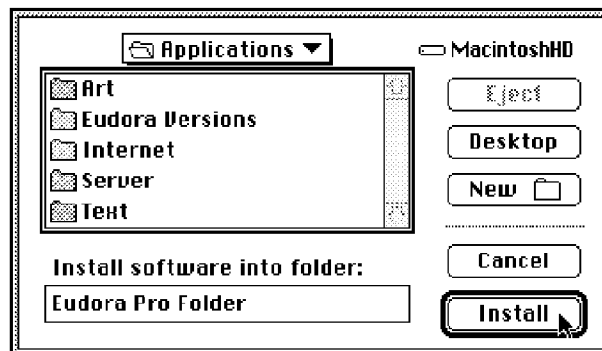 Applications
MacintoshHD
Art
Eudora Versions
Internet
Server
Text
Eject
Desktop
New
Install software into folder:
Eudora Pro Folder
Cancel
Install